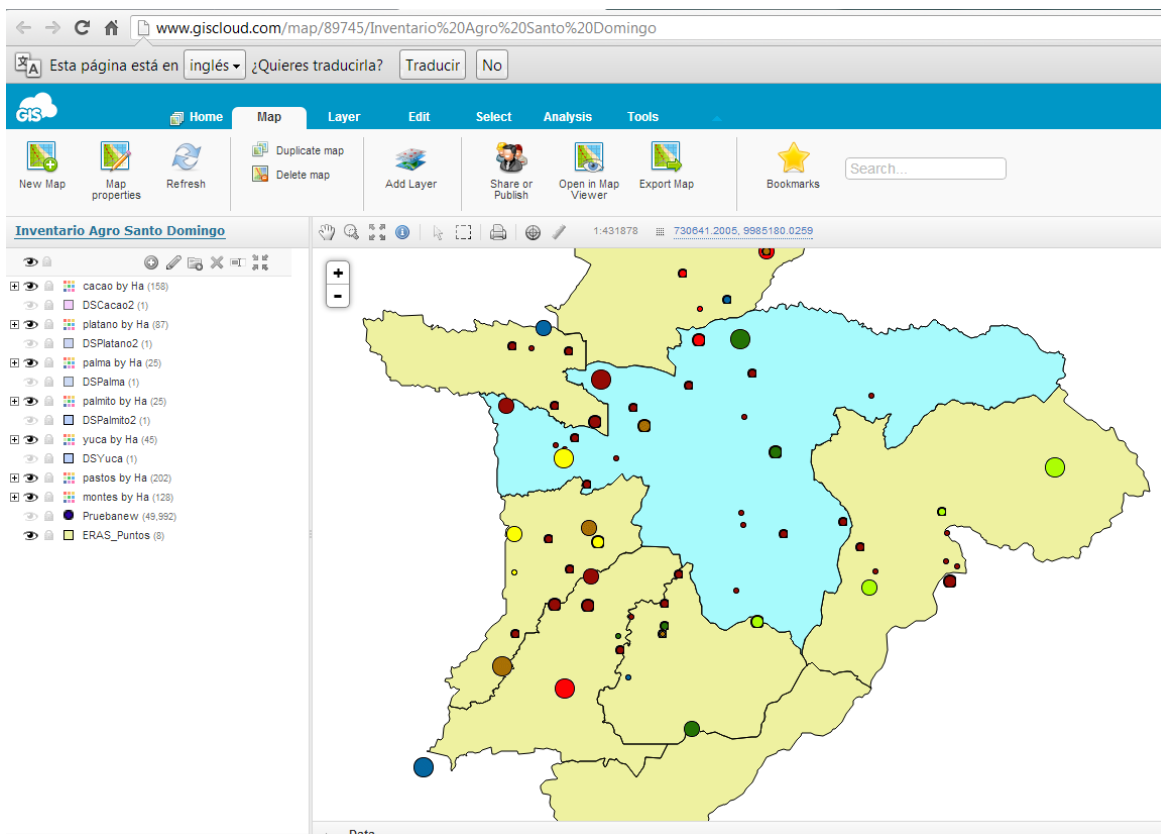 www.giscloud.com/map/89745/Inventario%20Agro%20Santo%20Domingo
Esta página está en inglés ¿Quieres traducirla? Traducir No
GIS Home Map Layer Edit Select Analysis Tools
New Map Map properties Refresh Duplicate map Delete map Add Layer Share or Publish Open in Map Viewer Export Map Bookmarks Search...
Inventario Agro Santo Domingo 1:431878 730641.2005, 9985180.0259
+
-
cacao by Ha (158)
DSCacao2 (1)
platano by Ha (87)
DSPlatano2 (1)
palma by Ha (25)
DSPalma (1)
palmito by Ha (25)
DSPalmito2 (1)
yuca by Ha (45)
DSYuca (1)
pastos by Ha (202)
montes by Ha (128)
Pruebanew (49,992)
ERAS_Puntos (8)
Data